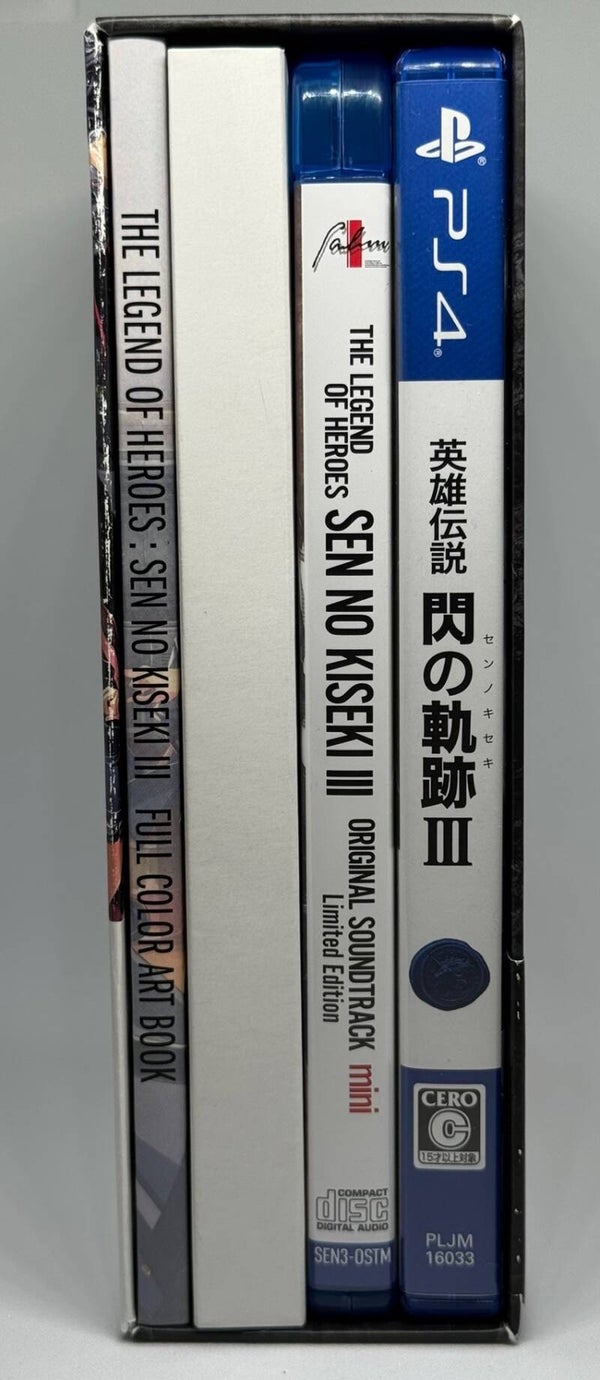 THE LEGEND OF HEROES : SEN NO KISEKI III FULL COLOR ART BOOK
falcom
THE LEGEND
OF HEROES
SEN NO KISEKI III
ORIGINAL SOUNDTRACK mini
Limited Edition
COMPACT
disc
DIGITAL AUDIO
SEN3-OSTM
PS4
英雄伝説
閃の軌跡III
センノキセキ
CERO
C
15才以上対象
PLJM
16033